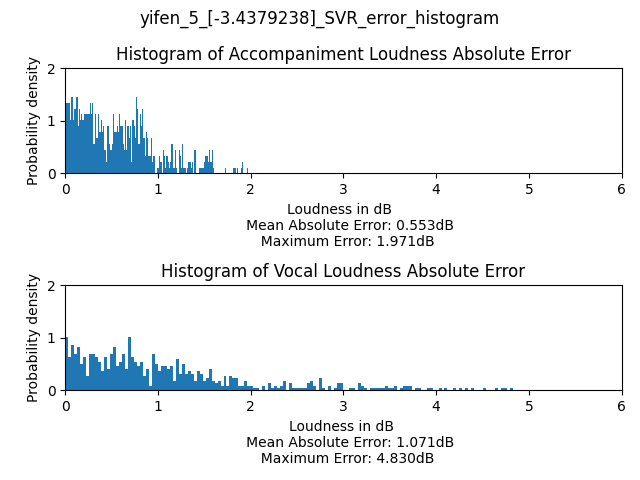 yifen_5_[-3.4379238]_SVR_error_histogram
Histogram of Accompaniment Loudness Absolute Error
Probability density
2
1
0
0 1 2 3 4 5 6
Loudness in dB
Mean Absolute Error: 0.553dB
Maximum Error: 1.971dB
Histogram of Vocal Loudness Absolute Error
Probability density
2
1
0
0 1 2 3 4 5 6
Loudness in dB
Mean Absolute Error: 1.071dB
Maximum Error: 4.830dB